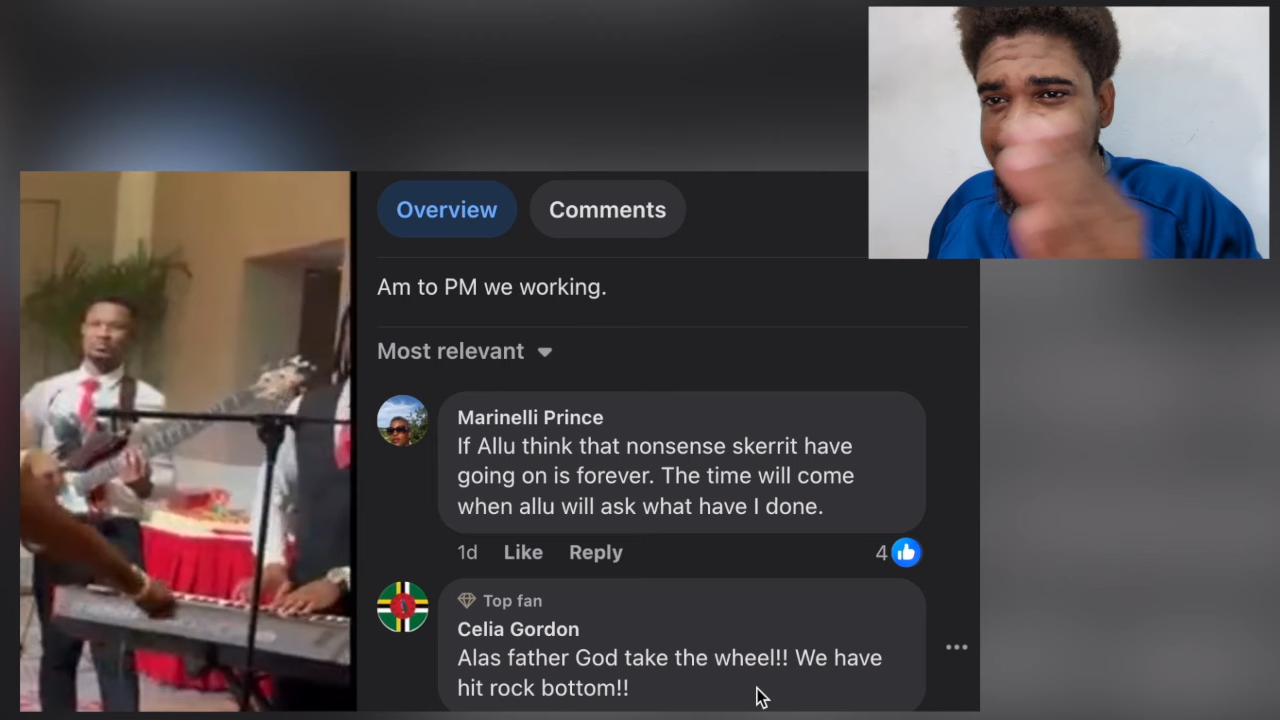 Overview
Comments
Am to PM we working.
Most relevant
Marinelli Prince
If Allu think that nonsense skerrit have
going on is forever. The time will come
when allu will ask what have I done.
1d Like Reply 4
Top fan
Celia Gordon
Alas father God take the wheel!! We have
hit rock bottom!!